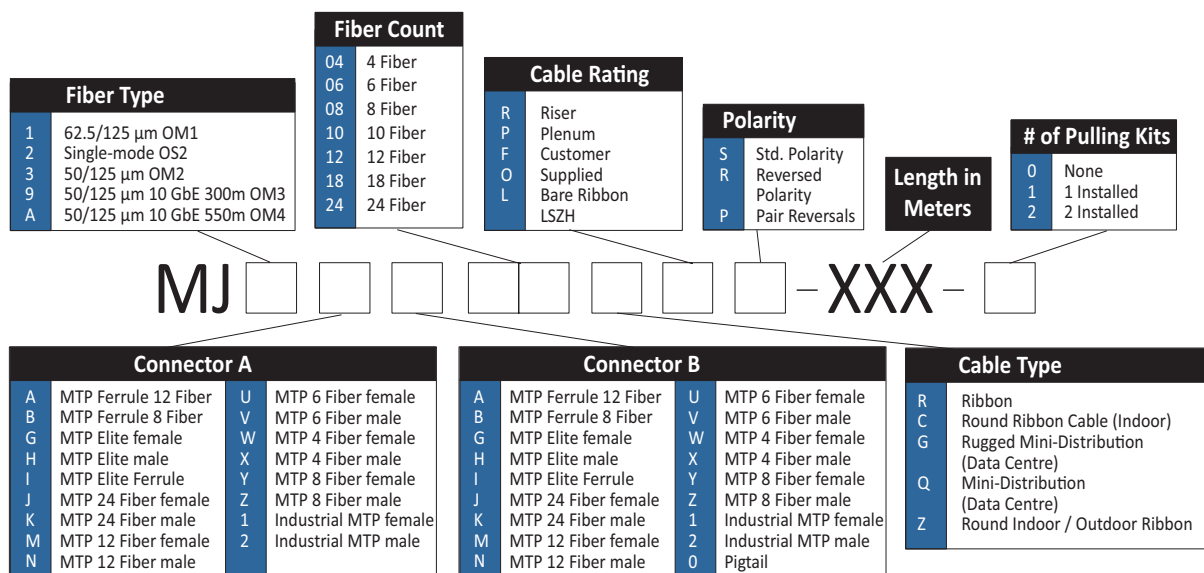 Fiber Count
04 4 Fiber
06 6 Fiber
08 8 Fiber
10 10 Fiber
12 12 Fiber
18 18 Fiber
24 24 Fiber
Fiber Type
1 62.5/125 µm OM1
2 Single-mode OS2
3 50/125 µm OM2
9 50/125 µm 10 GbE 300m OM3
A 50/125 µm 10 GbE 550m OM4
Cable Rating
R Riser
P Plenum
F Customer
O Supplied
L Bare Ribbon
LSZH
Polarity
S Std. Polarity
R Reversed
Polarity
P Pair Reversals
Length in
Meters
# of Pulling Kits
0 None
1 1 Installed
2 2 Installed
MJ – XXX –
Connector A
A MTP Ferrule 12 Fiber U MTP 6 Fiber female
B MTP Ferrule 8 Fiber V MTP 6 Fiber male
G MTP Elite female W MTP 4 Fiber female
H MTP Elite male X MTP 4 Fiber male
I MTP Elite Ferrule Y MTP 8 Fiber female
J MTP 24 Fiber female Z MTP 8 Fiber male
K MTP 24 Fiber male 1 Industrial MTP female
M MTP 12 Fiber female 2 Industrial MTP male
N MTP 12 Fiber male
Connector B
A MTP Ferrule 12 Fiber U MTP 6 Fiber female
B MTP Ferrule 8 Fiber V MTP 6 Fiber male
G MTP Elite female W MTP 4 Fiber female
H MTP Elite male X MTP 4 Fiber male
I MTP Elite Ferrule Y MTP 8 Fiber female
J MTP 24 Fiber female Z MTP 8 Fiber male
K MTP 24 Fiber male 1 Industrial MTP female
M MTP 12 Fiber female 2 Industrial MTP male
N MTP 12 Fiber male 0 Pigtail
Cable Type
R Ribbon
C Round Ribbon Cable (Indoor)
G Rugged Mini-Distribution
(Data Centre)
Q Mini-Distribution
(Data Centre)
Z Round Indoor / Outdoor Ribbon